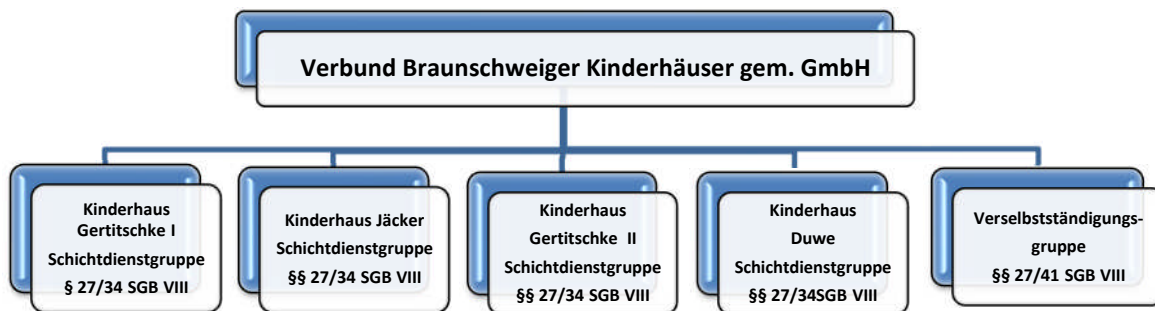 Verbund Braunschweiger Kinderhäuser gem. GmbH
Kinderhaus
Gertitschke I
Schichtdienstgruppe
§ 27/34 SGB VIII
Kinderhaus Jäcker
Schichtdienstgruppe
§§ 27/34 SGB VIII
Kinderhaus
Gertitschke II
Schichtdienstgruppe
§§ 27/34 SGB VIII
Kinderhaus
Duwe
Schichtdienstgruppe
§§ 27/34SGB VIII
Verselbstständigungs-
gruppe
§§ 27/41 SGB VIII